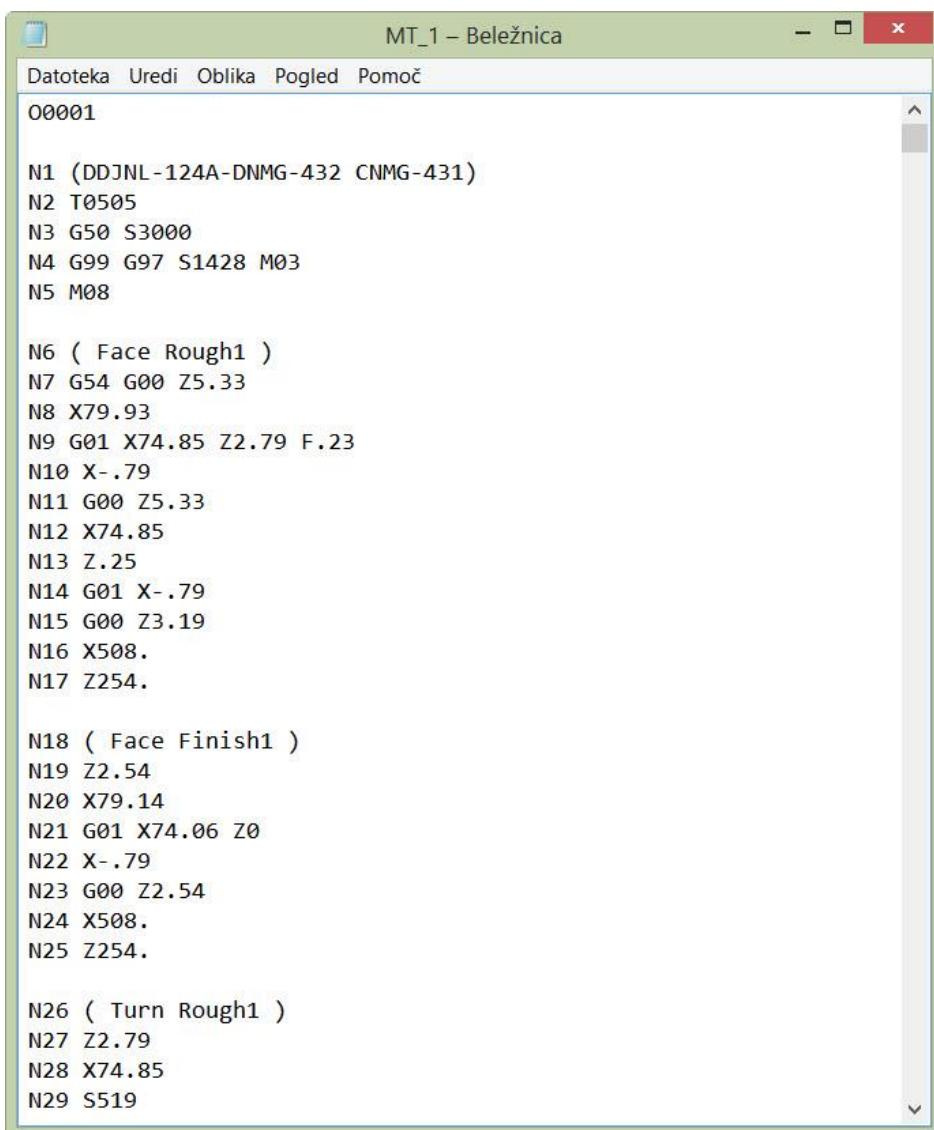 MT_1 – Beležnica
Datoteka Uredi Oblika Pogled Pomoč
O0001
N1 (DDJNL-124A-DNMG-432 CNMG-431)
N2 T0505
N3 G50 S3000
N4 G99 G97 S1428 M03
N5 M08
N6 ( Face Rough1 )
N7 G54 G00 Z5.33
N8 X79.93
N9 G01 X74.85 Z2.79 F.23
N10 X-.79
N11 G00 Z5.33
N12 X74.85
N13 Z.25
N14 G01 X-.79
N15 G00 Z3.19
N16 X508.
N17 Z254.
N18 ( Face Finish1 )
N19 Z2.54
N20 X79.14
N21 G01 X74.06 Z0
N22 X-.79
N23 G00 Z2.54
N24 X508.
N25 Z254.
N26 ( Turn Rough1 )
N27 Z2.79
N28 X74.85
N29 S519